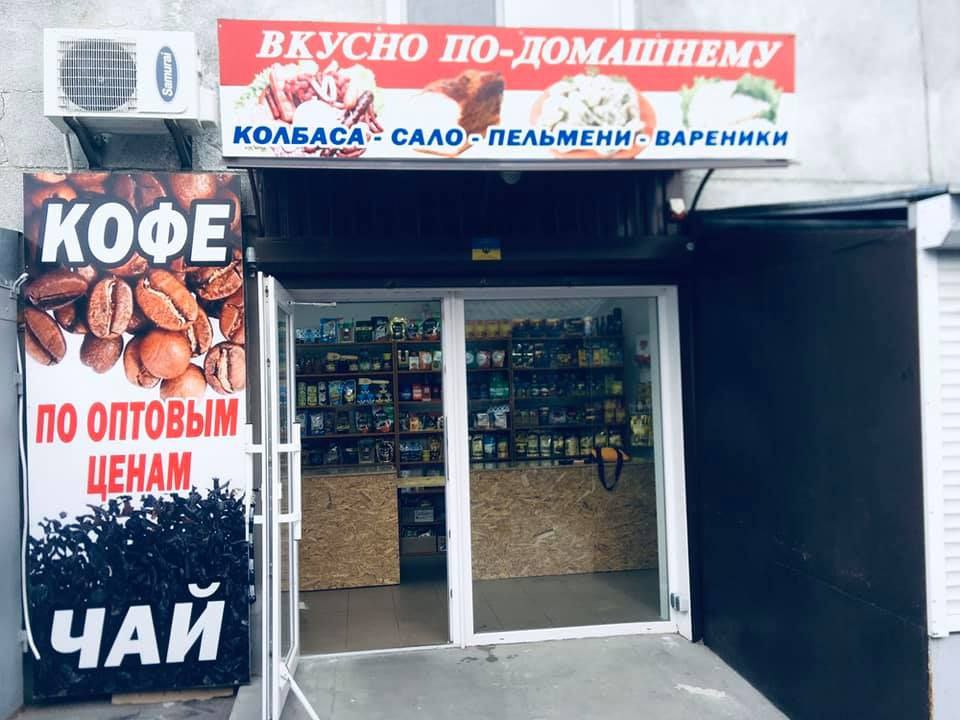 Samurai
ВКУСНО ПО-ДОМАШНЕМУ
КОЛБАСА - САЛО - ПЕЛЬМЕНИ - ВАРЕНИКИ
КОФЕ
ПО ОПТОВЫМ
ЦЕНАМ
ЧАЙ